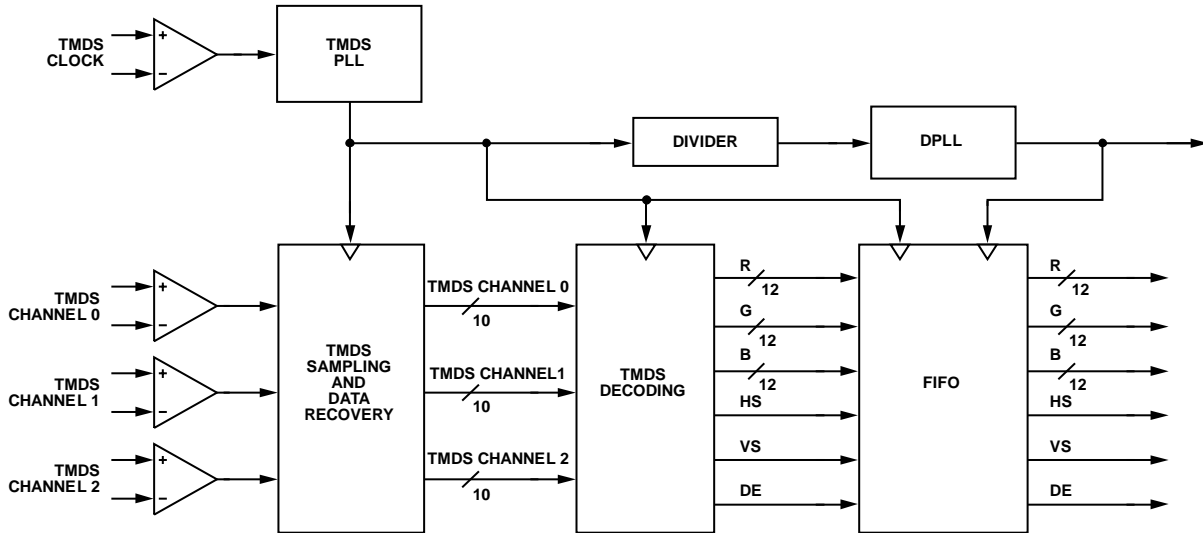 TMDS
CLOCK
+
−
TMDS
PLL
DIVIDER
DPLL
TMDS
CHANNEL 0
+
−
TMDS
CHANNEL 1
+
−
TMDS
CHANNEL 2
+
−
TMDS
SAMPLING
AND
DATA
RECOVERY
TMDS CHANNEL 0
10
TMDS CHANNEL1
10
TMDS CHANNEL 2
10
TMDS
DECODING
R
12
G
12
B
12
HS
VS
DE
FIFO
R
12
G
12
B
12
HS
VS
DE